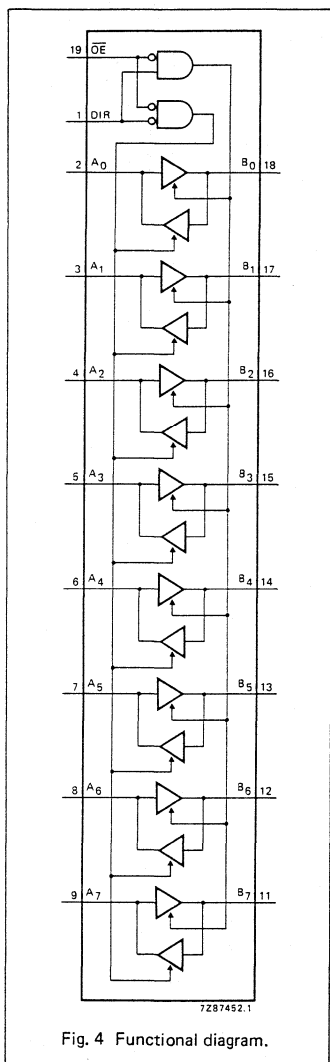 19 OE
1 DIR
2 A0 B0 18
3 A1 B1 17
4 A2 B2 16
5 A3 B3 15
6 A4 B4 14
7 A5 B5 13
8 A6 B6 12
9 A7 B7 11
7Z87452.1
Fig. 4 Functional diagram.